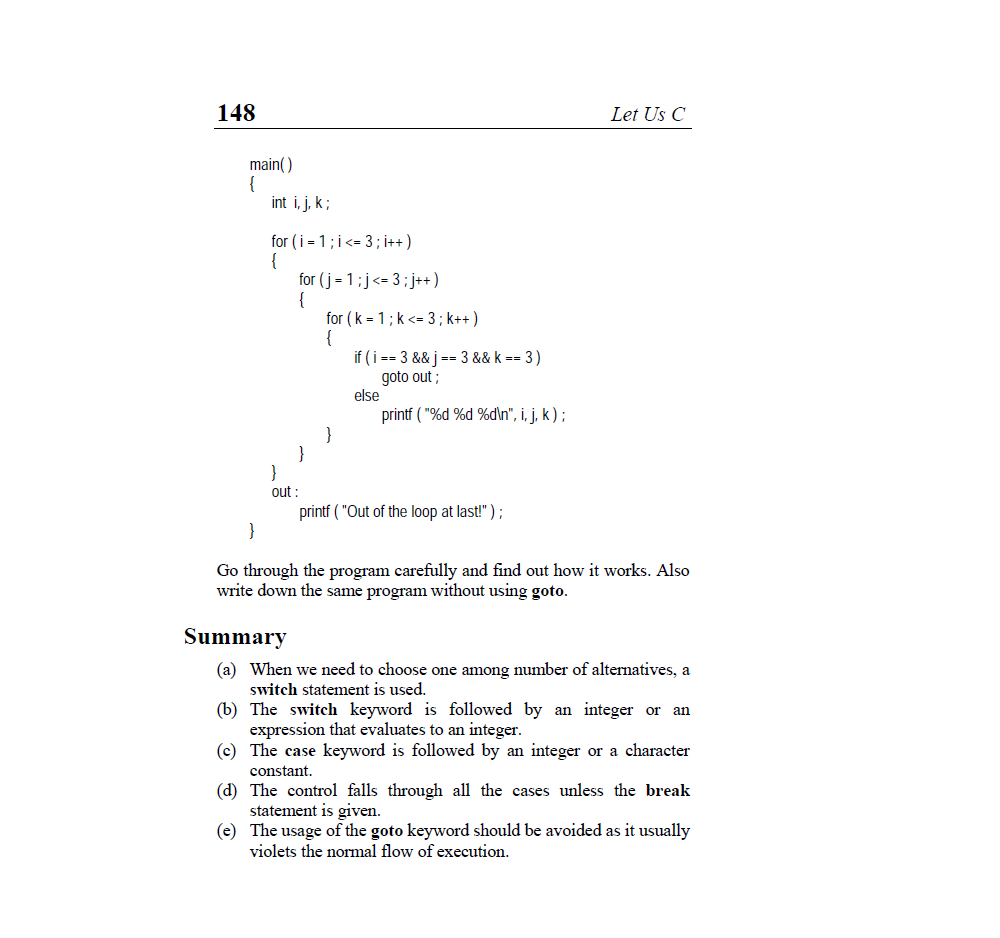 148 Let Us C
main( )
{
int i, j, k ;
for ( i = 1 ; i <= 3 ; i++ )
{
for ( j = 1 ; j <= 3 ; j++ )
{
for ( k = 1 ; k <= 3 ; k++ )
{
if ( i == 3 && j == 3 && k == 3 )
goto out ;
else
printf ( "%d %d %d\n", i, j, k ) ;
}
}
}
out :
printf ( "Out of the loop at last!" ) ;
}
Go through the program carefully and find out how it works. Also
write down the same program without using goto.
Summary
(a) When we need to choose one among number of alternatives, a
switch statement is used.
(b) The switch keyword is followed by an integer or an
expression that evaluates to an integer.
(c) The case keyword is followed by an integer or a character
constant.
(d) The control falls through all the cases unless the break
statement is given.
(e) The usage of the goto keyword should be avoided as it usually
violets the normal flow of execution.